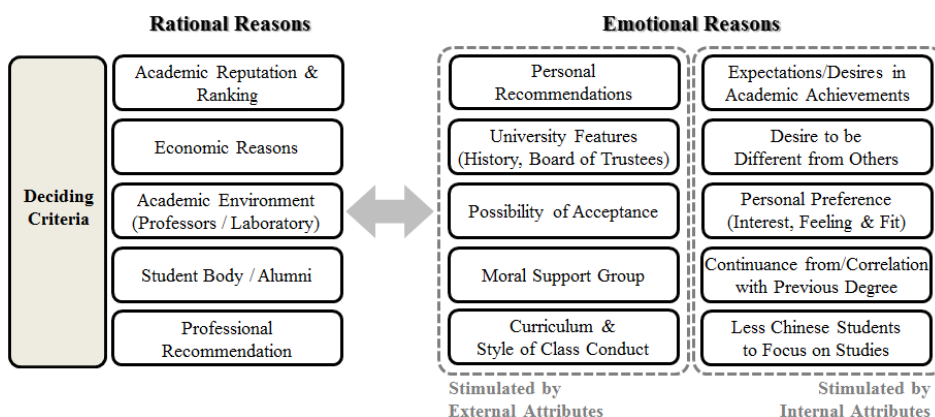 Rational Reasons
Emotional Reasons
Deciding
Criteria
Academic Reputation &
Ranking
Economic Reasons
Academic Environment
(Professors / Laboratory)
Student Body / Alumni
Professional
Recommendation
Personal
Recommendations
University Features
(History, Board of Trustees)
Possibility of Acceptance
Moral Support Group
Curriculum &
Style of Class Conduct
Stimulated by
External Attributes
Expectations/Desires in
Academic Achievements
Desire to be
Different from Others
Personal Preference
(Interest, Feeling & Fit)
Continuance from/Correlation
with Previous Degree
Less Chinese Students
to Focus on Studies
Stimulated by
Internal Attributes